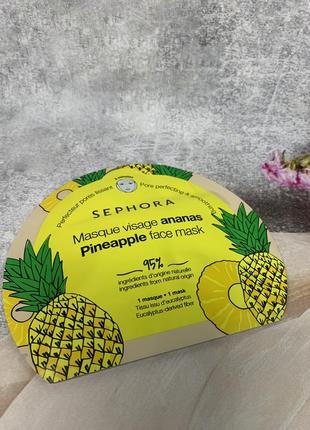 Perfecteur pores lissant
Pore perfecting & smoothing
SEPHORA
Masque visage ananas
Pineapple face mask
95%
ingrédients d'origine naturelle
ingredients from natural origin
1 masque • 1 mask
Tissu issu d'eucalyptus
Eucalyptus-derived fiber